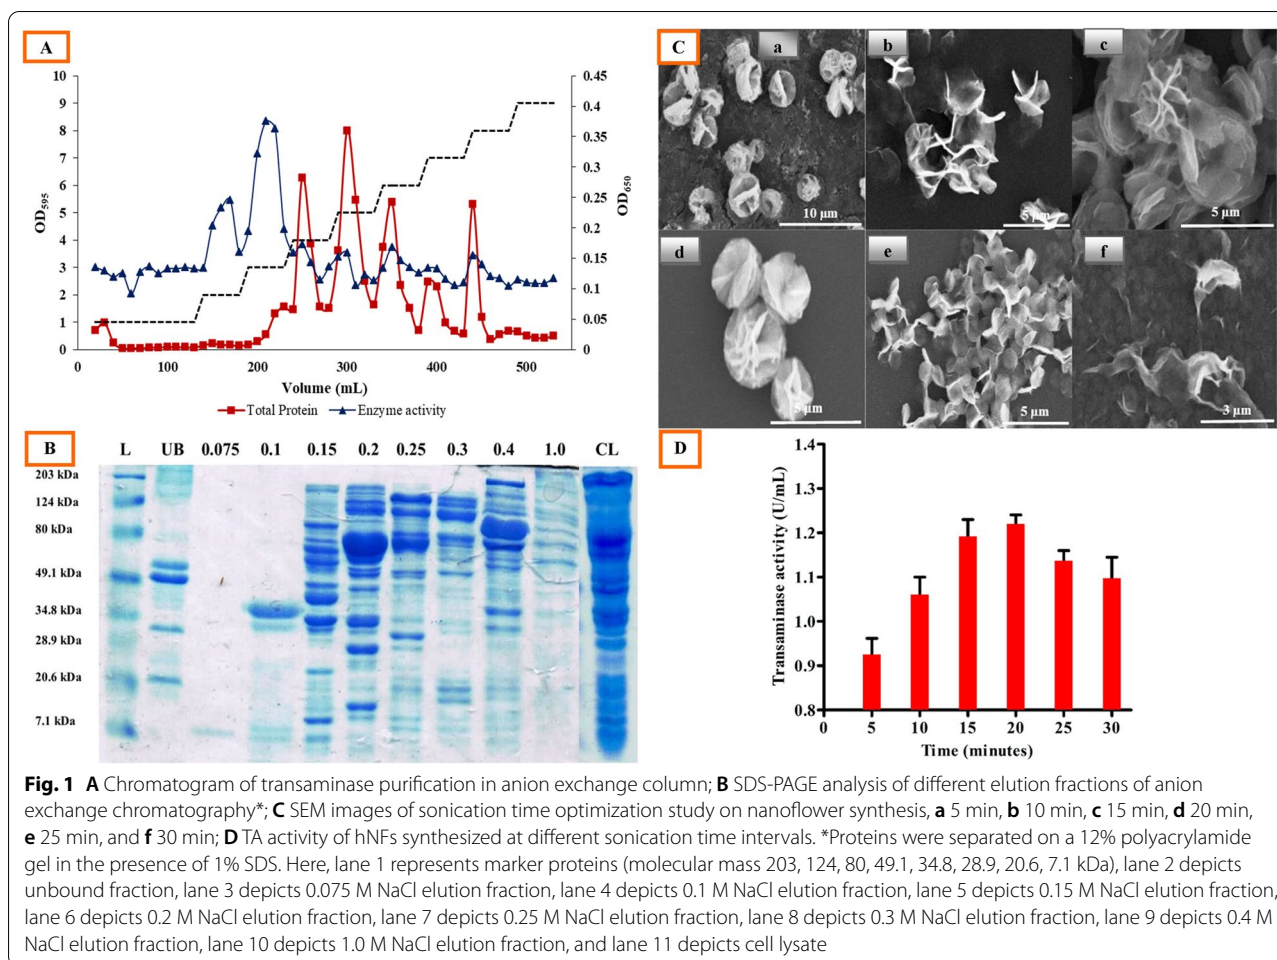 A
10
9
8
7
6
5
4
3
2
1
0
OD595
0.45
0.4
0.35
0.3
0.25
0.2
0.15
0.1
0.05
0
OD650
0 100 200 300 400 500
Volume (mL)
Total Protein Enzyme activity
C
a
10 µm
b
5 µm
c
5 µm
d
5 µm
e
5 µm
f
3 µm
B
L UB 0.075 0.1 0.15 0.2 0.25 0.3 0.4 1.0 CL
203 kDa
124 kDa
80 kDa
49.1 kDa
34.8 kDa
28.9 kDa
20.6 kDa
7.1 kDa
D
Transaminase activity (U/mL)
1.4
1.3
1.2
1.1
1.0
0.9
0.8
0 5 10 15 20 25 30
Time (minutes)
Fig. 1 A Chromatogram of transaminase purification in anion exchange column; B SDS-PAGE analysis of different elution fractions of anion
exchange chromatography*; C SEM images of sonication time optimization study on nanoflower synthesis, a 5 min, b 10 min, c 15 min, d 20 min,
e 25 min, and f 30 min; D TA activity of hNFs synthesized at different sonication time intervals. *Proteins were separated on a 12% polyacrylamide
gel in the presence of 1% SDS. Here, lane 1 represents marker proteins (molecular mass 203, 124, 80, 49.1, 34.8, 28.9, 20.6, 7.1 kDa), lane 2 depicts
unbound fraction, lane 3 depicts 0.075 M NaCl elution fraction, lane 4 depicts 0.1 M NaCl elution fraction, lane 5 depicts 0.15 M NaCl elution fraction,
lane 6 depicts 0.2 M NaCl elution fraction, lane 7 depicts 0.25 M NaCl elution fraction, lane 8 depicts 0.3 M NaCl elution fraction, lane 9 depicts 0.4 M
NaCl elution fraction, lane 10 depicts 1.0 M NaCl elution fraction, and lane 11 depicts cell lysate